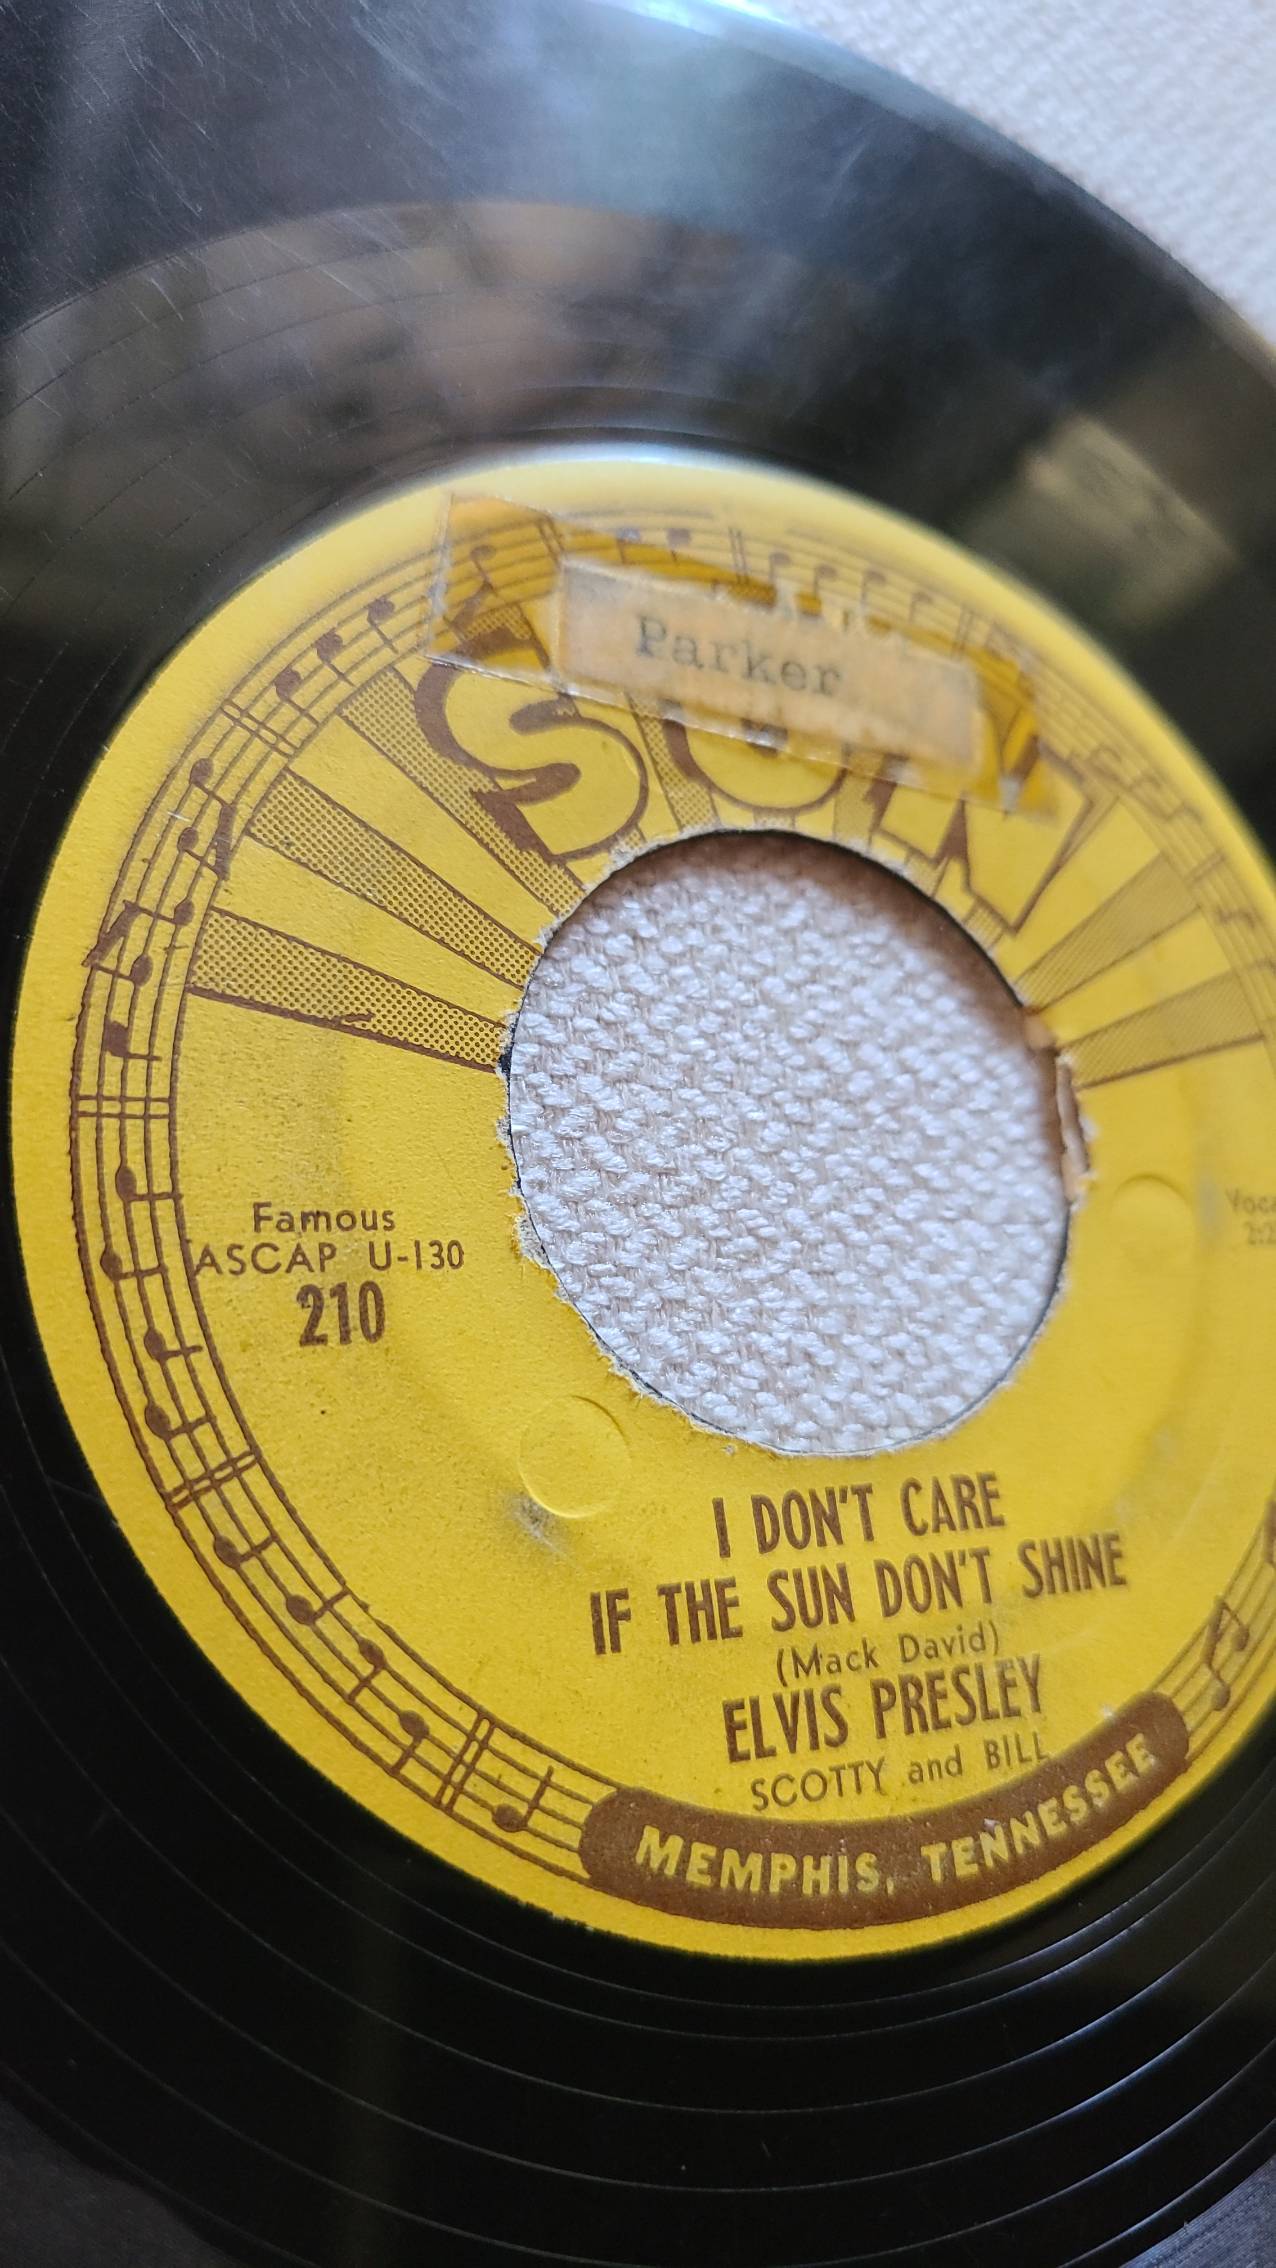 Parker
SUN
Famous
ASCAP U-130
210
I DON'T CARE
IF THE SUN DON'T SHINE
(Mack David)
ELVIS PRESLEY
SCOTTY and BILL
MEMPHIS, TENNESSEE